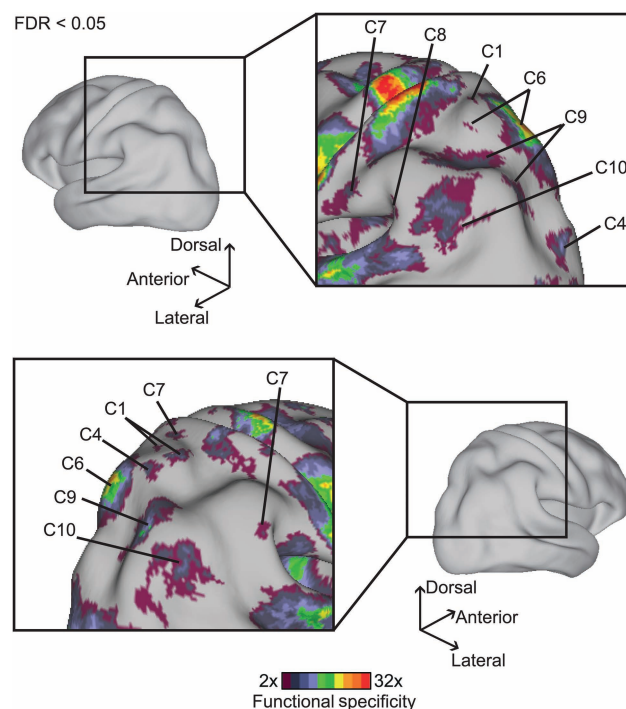 FDR < 0.05
C7
C8
C1
C6
C9
C10
C4
Dorsal
Anterior
Lateral
C7
C1
C7
C4
C6
C9
C10
Dorsal
Anterior
Lateral
2x 32x
Functional specificity